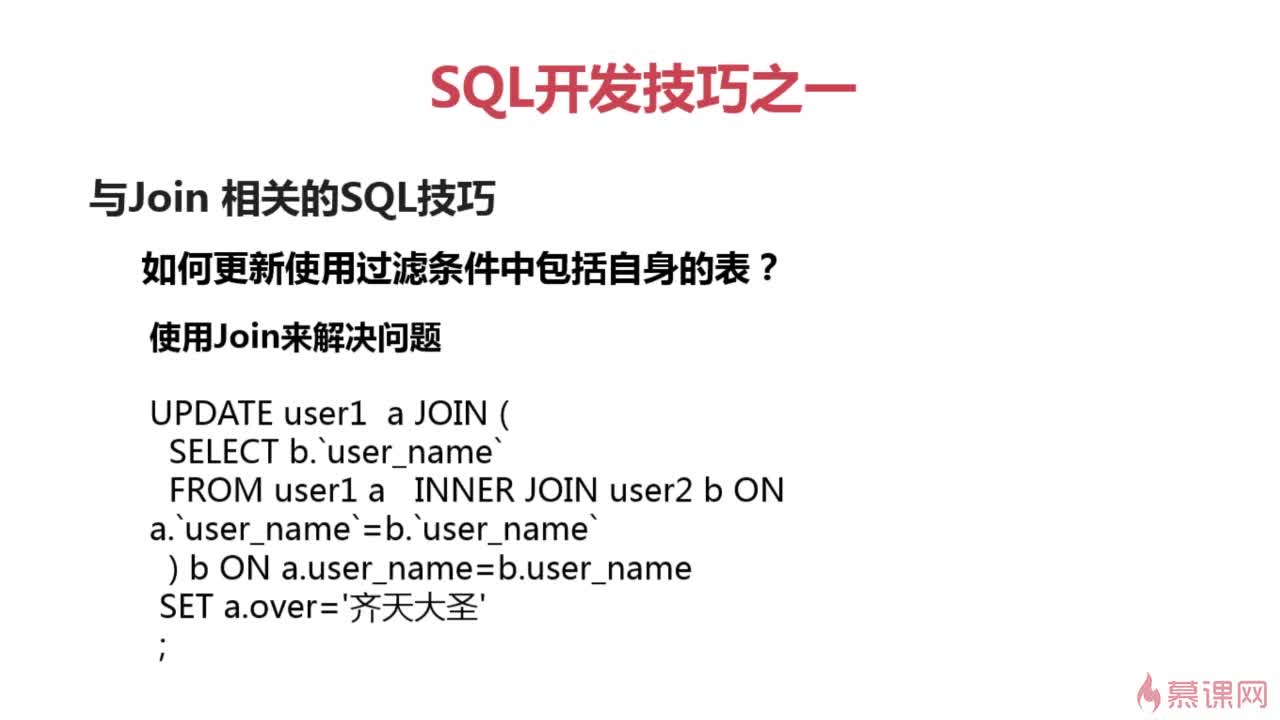 SQL开发技巧之一
与Join 相关的SQL技巧
如何更新使用过滤条件中包括自身的表？
使用Join来解决问题
UPDATE user1  a JOIN (
SELECT b.`user_name`
FROM user1 a   INNER JOIN user2 b ON
a.`user_name`=b.`user_name`
) b ON a.user_name=b.user_name
SET a.over='齐天大圣'
;
慕课网